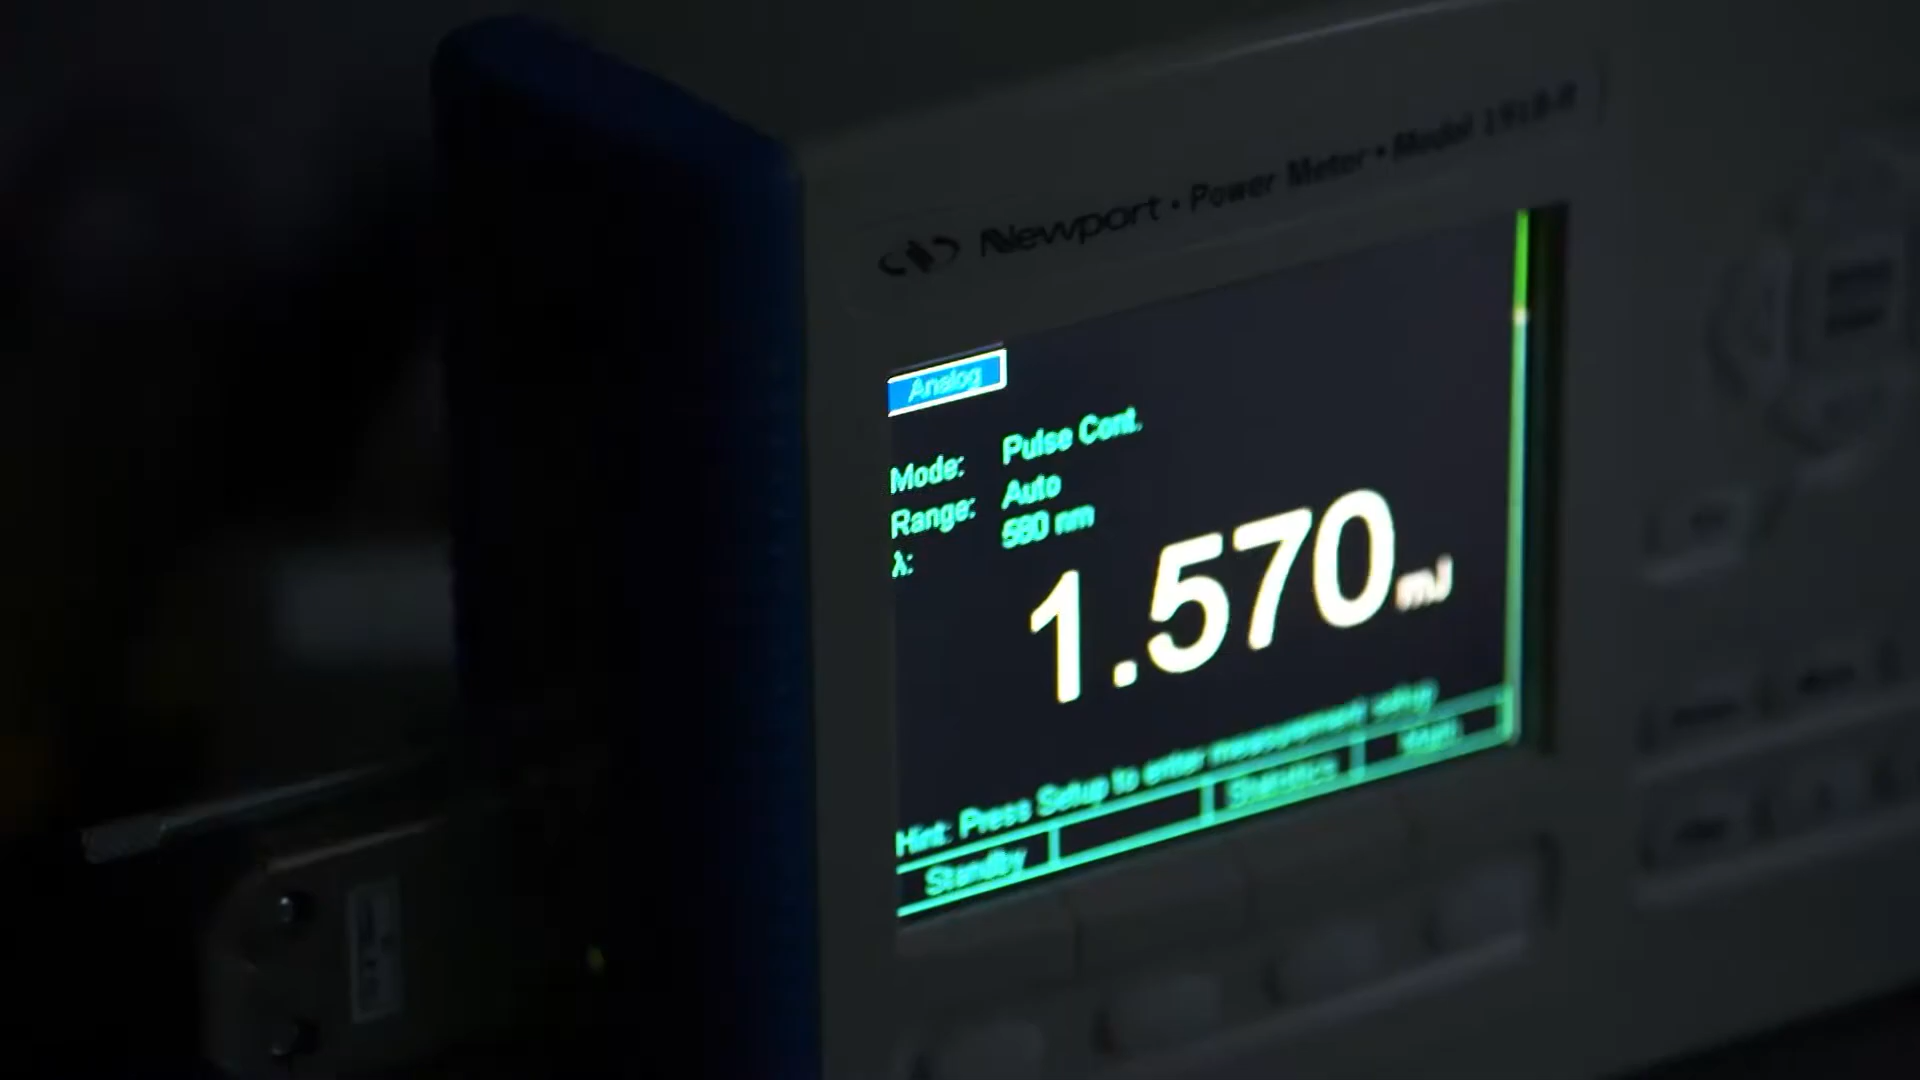 Newport • Power Meter • Model 1918-R
Analog
Mode: Pulse Cont.
Range: Auto
λ: 580 nm
1.570 mJ
Hint: Press Setup to enter measurement setup
Standby Statistics